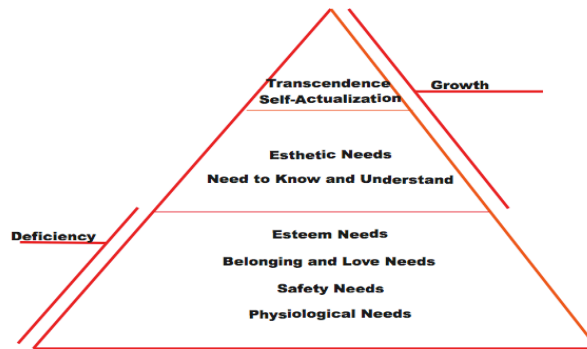 Transcendence
Self-Actualization
Growth
Esthetic Needs
Need to Know and Understand
Deficiency
Esteem Needs
Belonging and Love Needs
Safety Needs
Physiological Needs